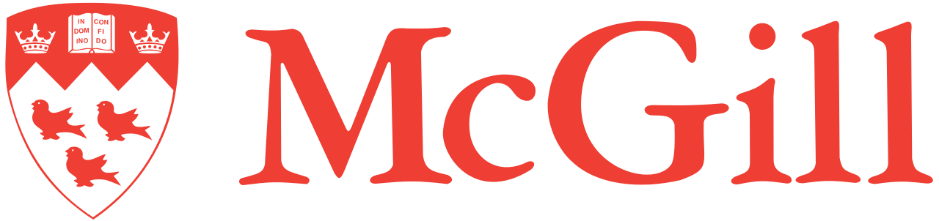 IN CON
DOM FI
INO DO
McGill